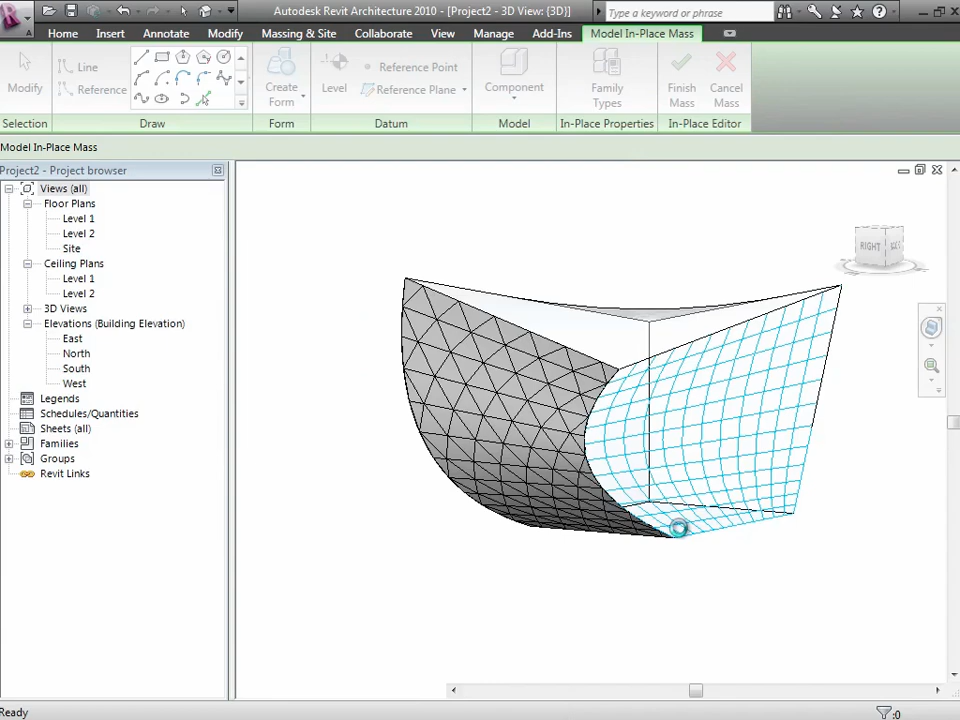 Autodesk Revit Architecture 2010 - [Project2 - 3D View: {3D}]
Type a keyword or phrase
Home Insert Annotate Modify Massing & Site Collaborate View Manage Add-Ins Model In-Place Mass
Modify
Line
Reference
Create Form
Level
Reference Point
Reference Plane
Component
Family Types
Finish Mass
Cancel Mass
Selection Draw Form Datum Model In-Place Properties In-Place Editor
Model In-Place Mass
Project2 - Project browser
Views (all)
Floor Plans
Level 1
Level 2
Site
Ceiling Plans
Level 1
Level 2
3D Views
Elevations (Building Elevation)
East
North
South
West
Legends
Schedules/Quantities
Sheets (all)
Families
Groups
Revit Links
RIGHT
Ready
:0